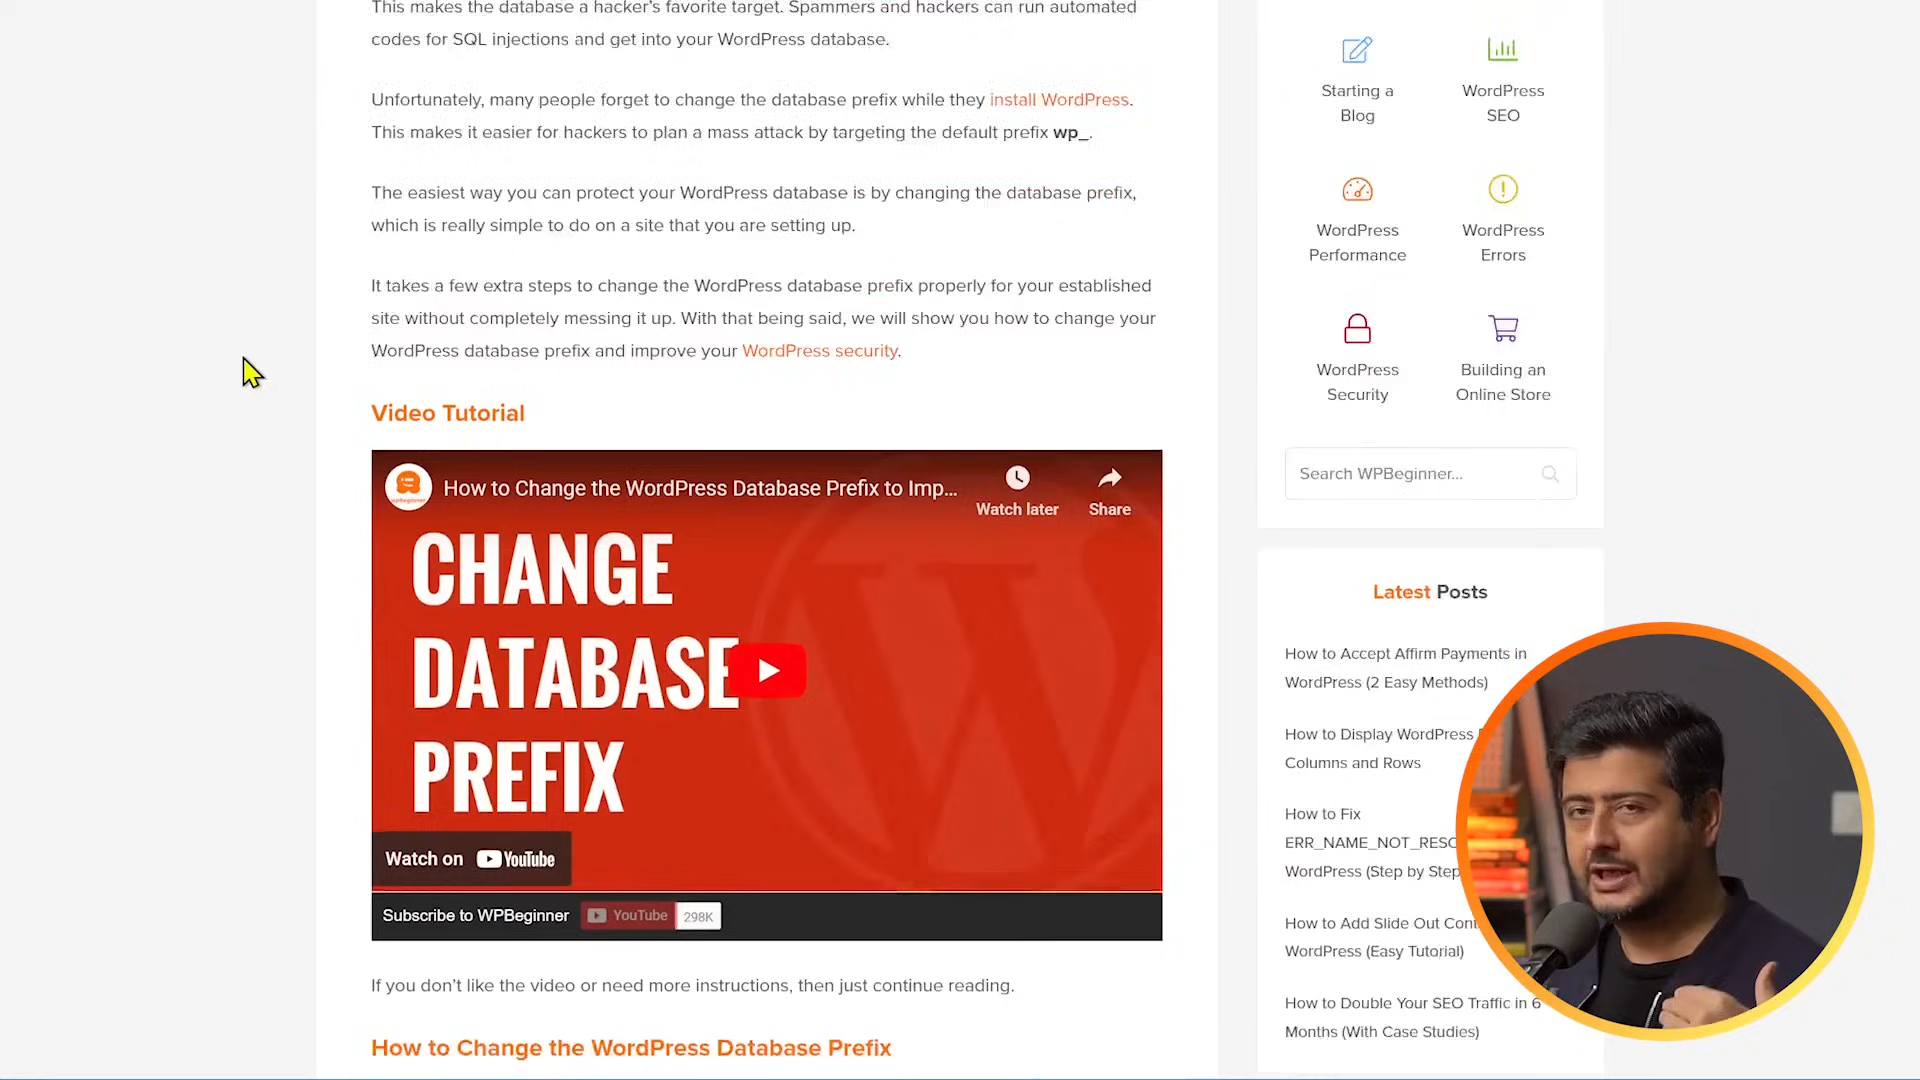 This makes the database a hacker's favorite target. Spammers and hackers can run automated
codes for SQL injections and get into your WordPress database.
Unfortunately, many people forget to change the database prefix while they install WordPress.
This makes it easier for hackers to plan a mass attack by targeting the default prefix wp_.
The easiest way you can protect your WordPress database is by changing the database prefix,
which is really simple to do on a site that you are setting up.
It takes a few extra steps to change the WordPress database prefix properly for your established
site without completely messing it up. With that being said, we will show you how to change your
WordPress database prefix and improve your WordPress security.
Video Tutorial
How to Change the WordPress Database Prefix to Imp...
Watch later
Share
CHANGE
DATABASE
PREFIX
Watch on YouTube
Subscribe to WPBeginner YouTube 298K
If you don't like the video or need more instructions, then just continue reading.
How to Change the WordPress Database Prefix
Starting a
Blog
WordPress
SEO
WordPress
Performance
WordPress
Errors
WordPress
Security
Building an
Online Store
Search WPBeginner...
Latest Posts
How to Accept Affirm Payments in
WordPress (2 Easy Methods)
How to Display WordPress
Columns and Rows
How to Fix
ERR_NAME_NOT_RESO
WordPress (Step by Step
How to Add Slide Out Cont
WordPress (Easy Tutorial)
How to Double Your SEO Traffic in 6
Months (With Case Studies)